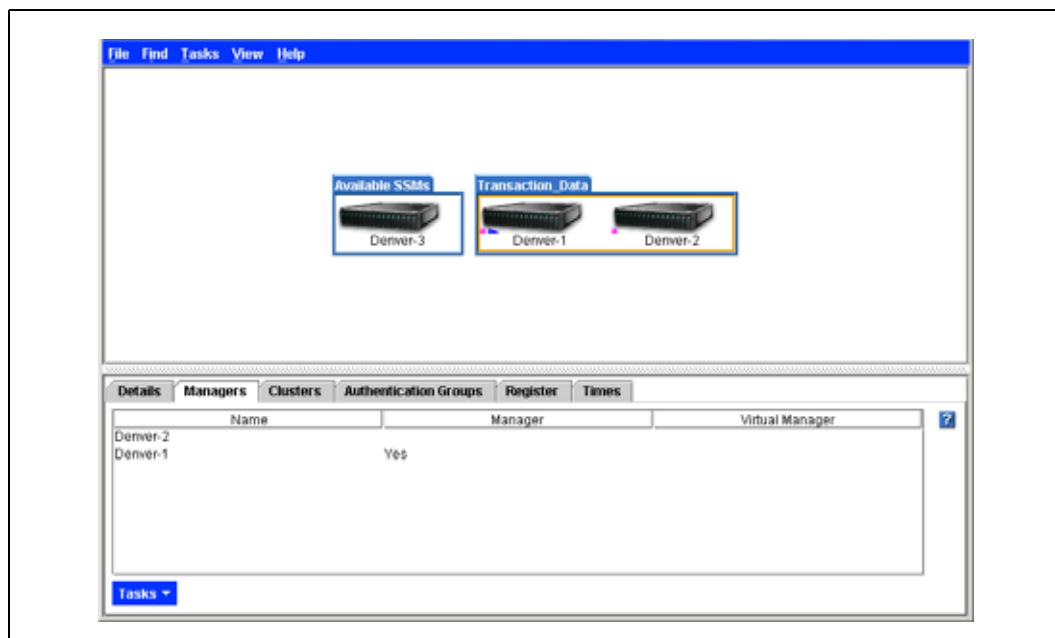 File Find Tasks View Help
Available SSMs Transaction_Data
Denver-3 Denver-1 Denver-2
Details Managers Clusters Authentication Groups Register Times
Name Manager Virtual Manager
?
Denver-2
Denver-1 Yes
Tasks